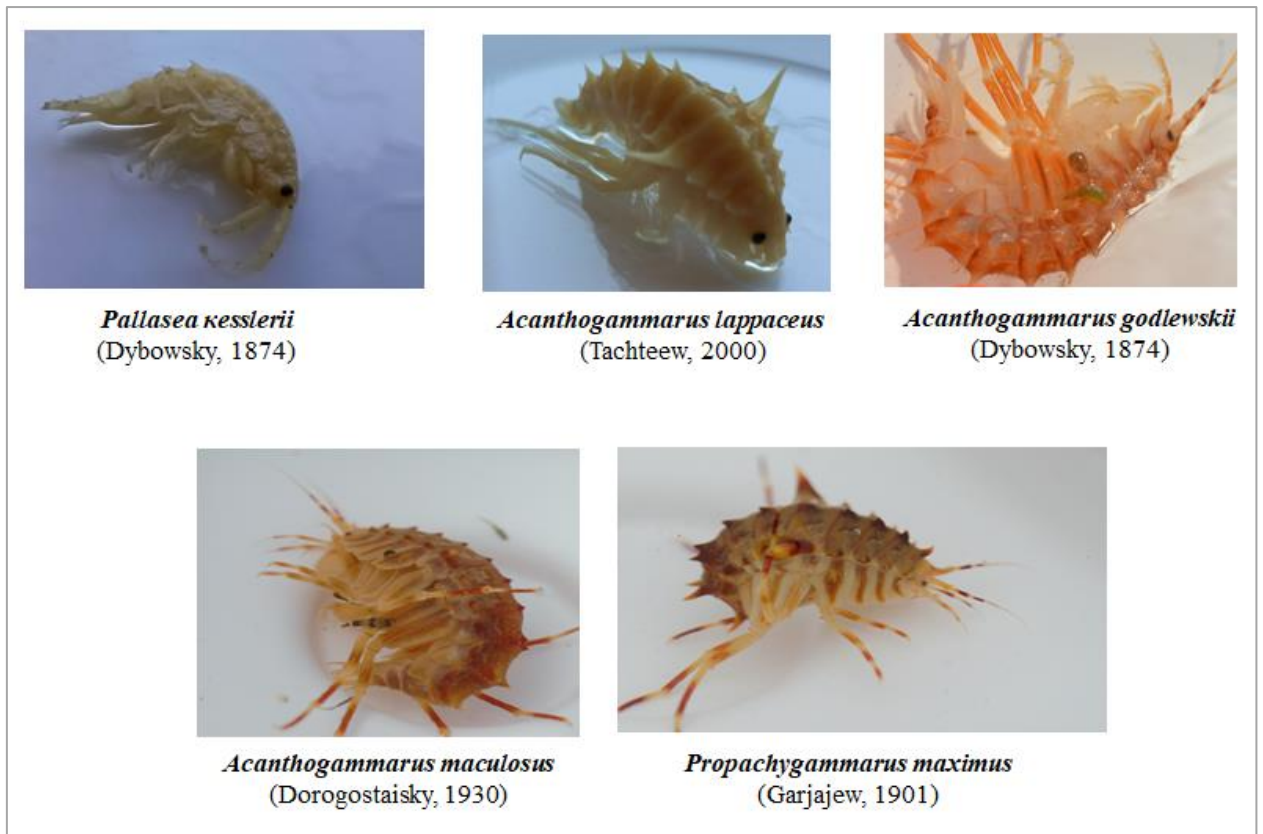 Pallasea кesslerii
(Dybowsky, 1874)
Acanthogammarus lappaceus
(Tachteew, 2000)
Acanthogammarus godlewskii
(Dybowsky, 1874)
Acanthogammarus maculosus
(Dorogostaisky, 1930)
Propachygammarus maximus
(Garjajew, 1901)